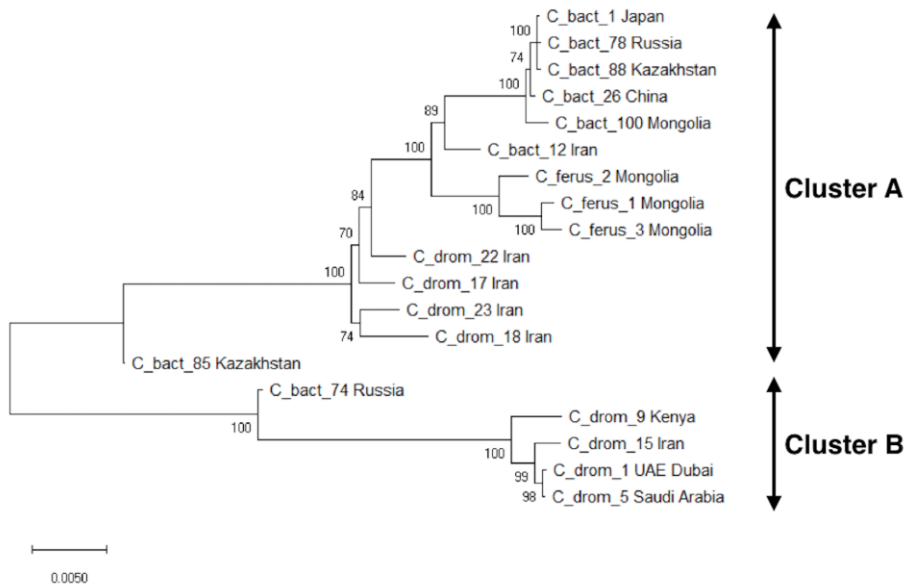 C_bact_1 Japan
100
C_bact_78 Russia
74
C_bact_88 Kazakhstan
100
C_bact_26 China
89
C_bact_100 Mongolia
100
C_bact_12 Iran
C_ferus_2 Mongolia
Cluster A
84
100
C_ferus_1 Mongolia
100
C_ferus_3 Mongolia
70
C_drom_22 Iran
100
C_drom_17 Iran
C_drom_23 Iran
74
C_drom_18 Iran
C_bact_85 Kazakhstan
C_bact_74 Russia
100
C_drom_9 Kenya
100
C_drom_15 Iran
Cluster B
99
C_drom_1 UAE Dubai
98
C_drom_5 Saudi Arabia
0.0050